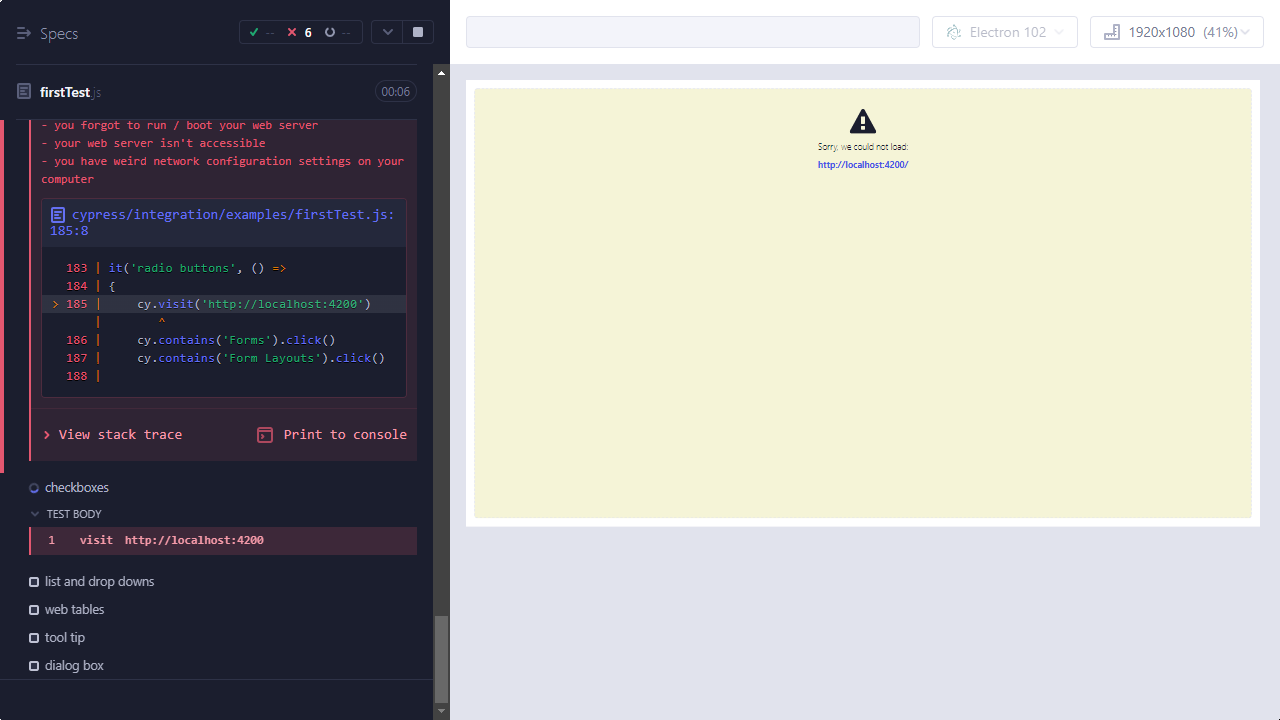 Specs
-- 6 --
firstTest.js
00:06
- you forgot to run / boot your web server
- your web server isn't accessible
- you have weird network configuration settings on your
computer
cypress/integration/examples/firstTest.js:
185:8
183 | it('radio buttons', () =>
184 | {
> 185 | cy.visit('http://localhost:4200')
| ^
186 | cy.contains('Forms').click()
187 | cy.contains('Form Layouts').click()
188 |
View stack trace
Print to console
checkboxes
TEST BODY
1 visit http://localhost:4200
list and drop downs
web tables
tool tip
dialog box
Electron 102
1920x1080 (41%)
Sorry, we could not load:
http://localhost:4200/